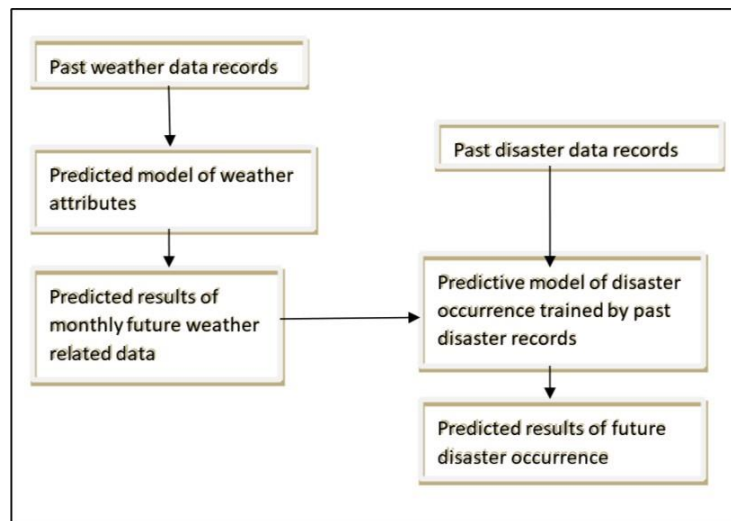 Past weather data records
Predicted model of weather
attributes
Predicted results of
monthly future weather
related data
Past disaster data records
Predictive model of disaster
occurrence trained by past
disaster records
Predicted results of future
disaster occurrence